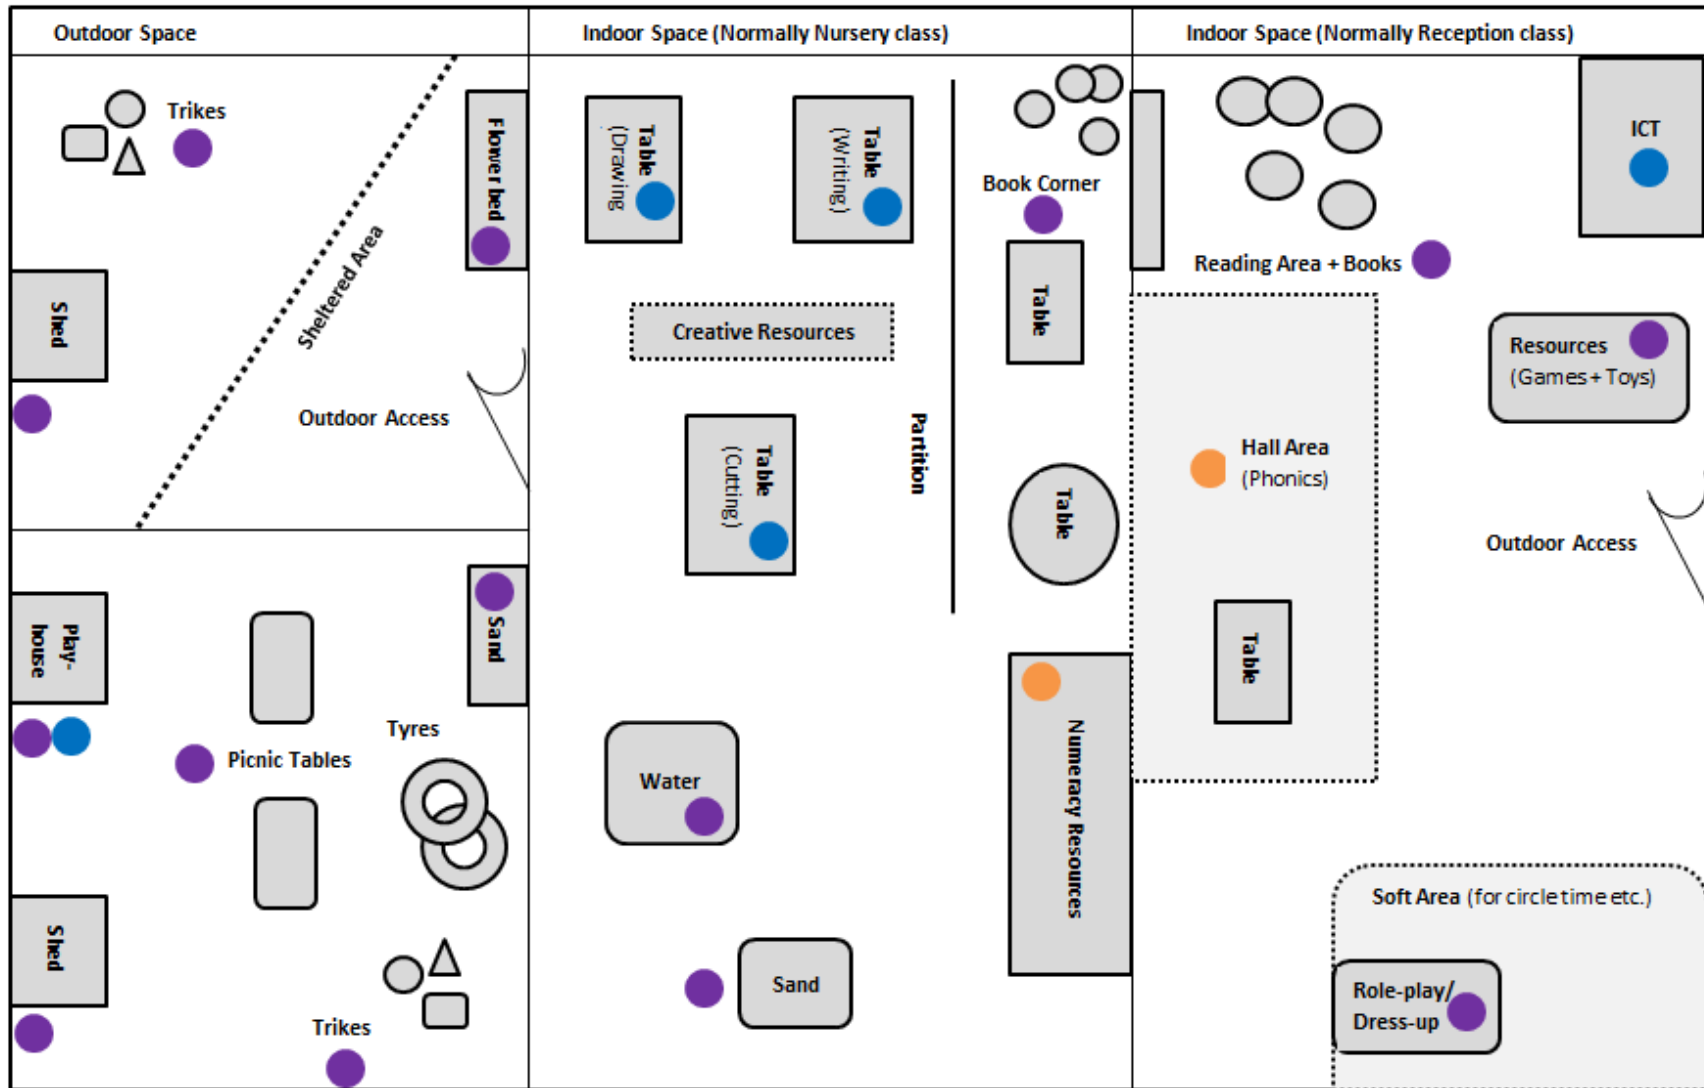 Outdoor Space
Indoor Space (Normally Nursery class)
Indoor Space (Normally Reception class)
Trikes
Flower bed
Sheltered Area
Shed
Outdoor Access
Play-
house
Sand
Tyres
Picnic Tables
Shed
Trikes
Table
(Drawing
Table
(Writing)
Creative Resources
Table
(Cutting)
Partition
Water
Sand
Book Corner
Table
Table
Numeracy Resources
ICT
Reading Area + Books
Resources
(Games + Toys)
Hall Area
(Phonics)
Outdoor Access
Table
Soft Area (for circle time etc.)
Role-play/
Dress-up